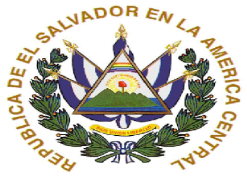 REPUBLICA DE EL SALVADOR EN LA AMERICA CENTRAL